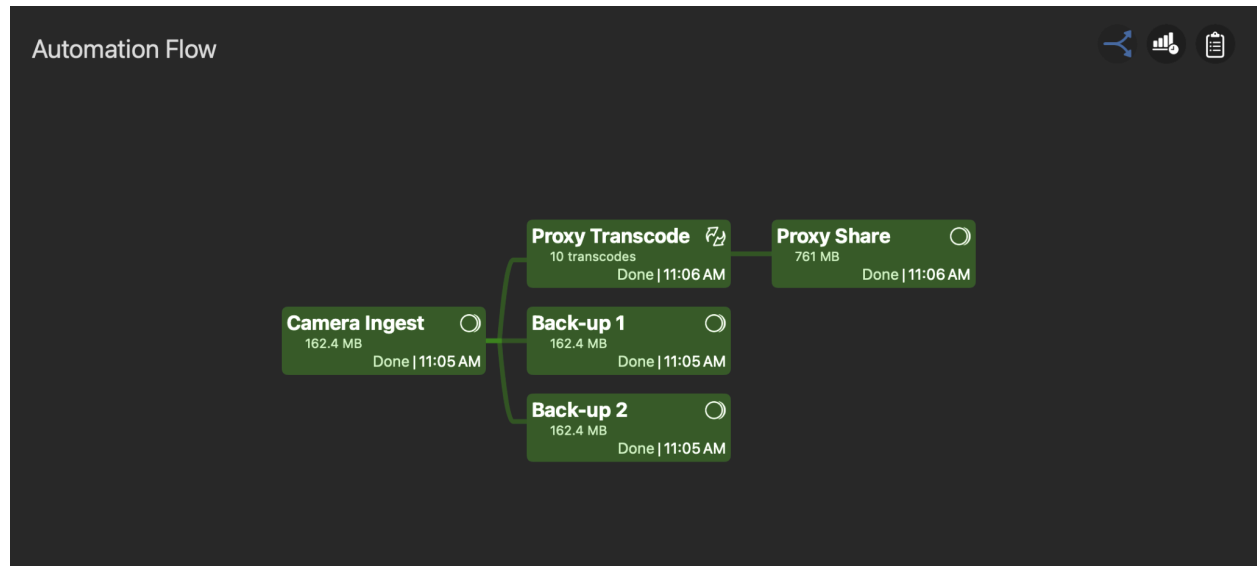 Automation Flow
Proxy Transcode
10 transcodes
Done | 11:06 AM
Proxy Share
761 MB
Done | 11:06 AM
Camera Ingest
162.4 MB
Done | 11:05 AM
Back-up 1
162.4 MB
Done | 11:05 AM
Back-up 2
162.4 MB
Done | 11:05 AM